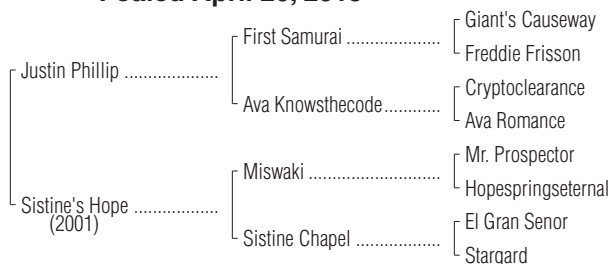 Foaled April
Giant's Causeway
First Samurai ....................
Freddie Frisson
Justin Phillip ....................
Cryptoclearance
Ava Knowsthecode............
Ava Romance
Mr. Prospector
Miswaki ............................
Hopespringseternal
Sistine's Hope ..................
(2001)
El Gran Senor
Sistine Chapel ..................
Stargard